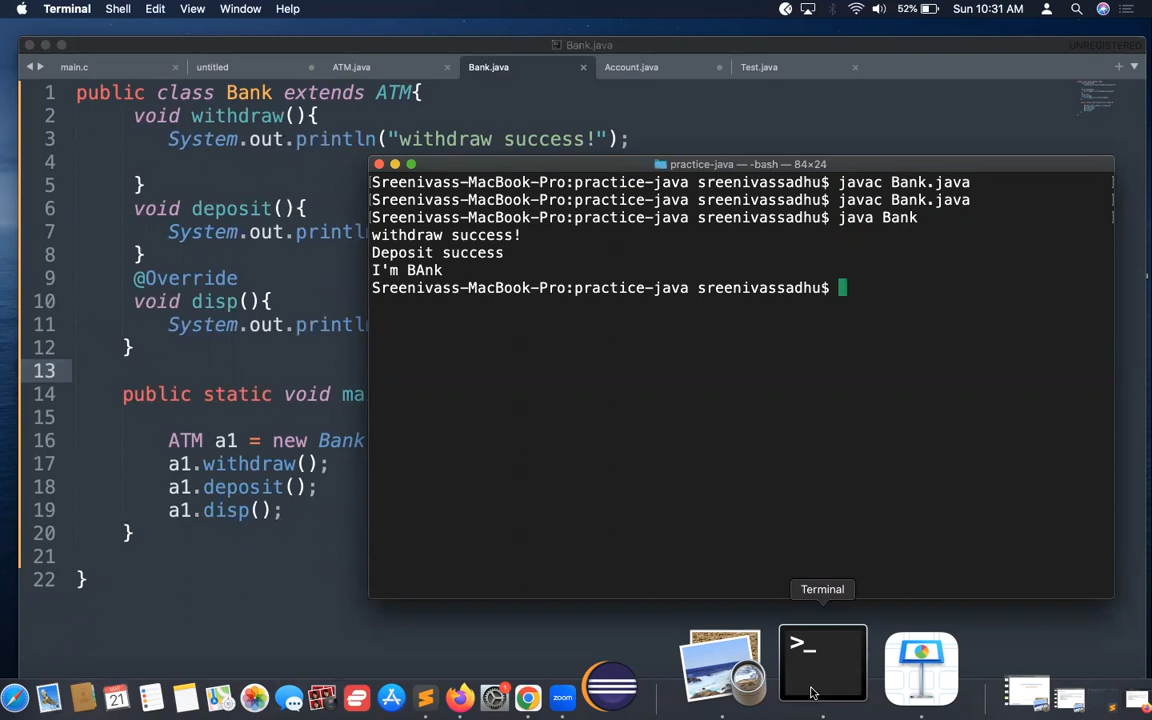 Terminal Shell Edit View Window Help 52% Sun 10:31 AM
Bank.java UNREGISTERED
main.c untitled ATM.java Bank.java Account.java Test.java
1 public class Bank extends ATM{
2 void withdraw(){
3 System.out.println("withdraw success!");
4
5 }
6 void deposit(){
7 System.out.println
8 }
9 @Override
10 void disp(){
11 System.out.println
12 }
13
14 public static void ma
15
16 ATM a1 = new Bank
17 a1.withdraw();
18 a1.deposit();
19 a1.disp();
20 }
21
22 }
practice-java — -bash — 84×24
[Sreenivass-MacBook-Pro:practice-java sreenivassadhu$ javac Bank.java ]
[Sreenivass-MacBook-Pro:practice-java sreenivassadhu$ javac Bank.java ]
[Sreenivass-MacBook-Pro:practice-java sreenivassadhu$ java Bank ]
withdraw success!
Deposit success
I'm BAnk
Sreenivass-MacBook-Pro:practice-java sreenivassadhu$
Terminal
>_
21
zoom
1